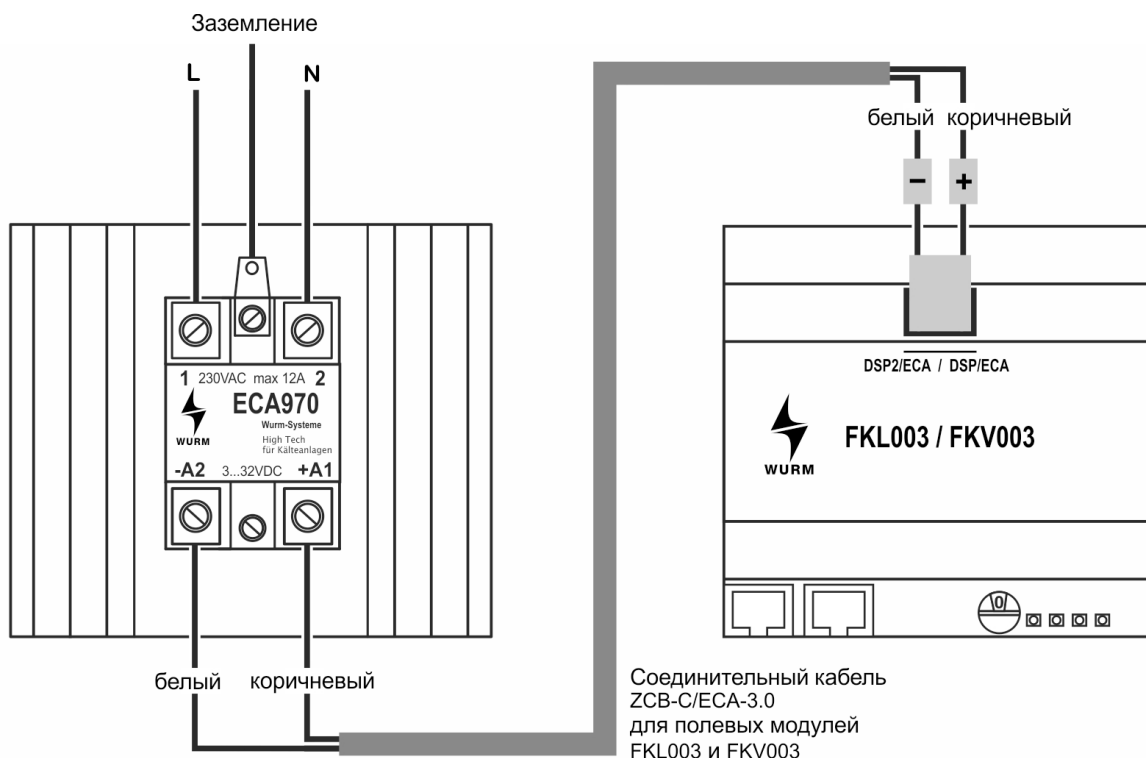 Заземление
L N
белый коричневый
− +
1 230VAC max 12A 2
ECA970
Wurm-Systeme
WURM
High Tech
für Kälteanlagen
-A2 3...32VDC +A1
DSP2/ECA / DSP/ECA
WURM
FKL003 / FKV003
0
белый коричневый
Соединительный кабель
ZCB-C/ECA-3.0
для полевых модулей
FKL003 и FKV003